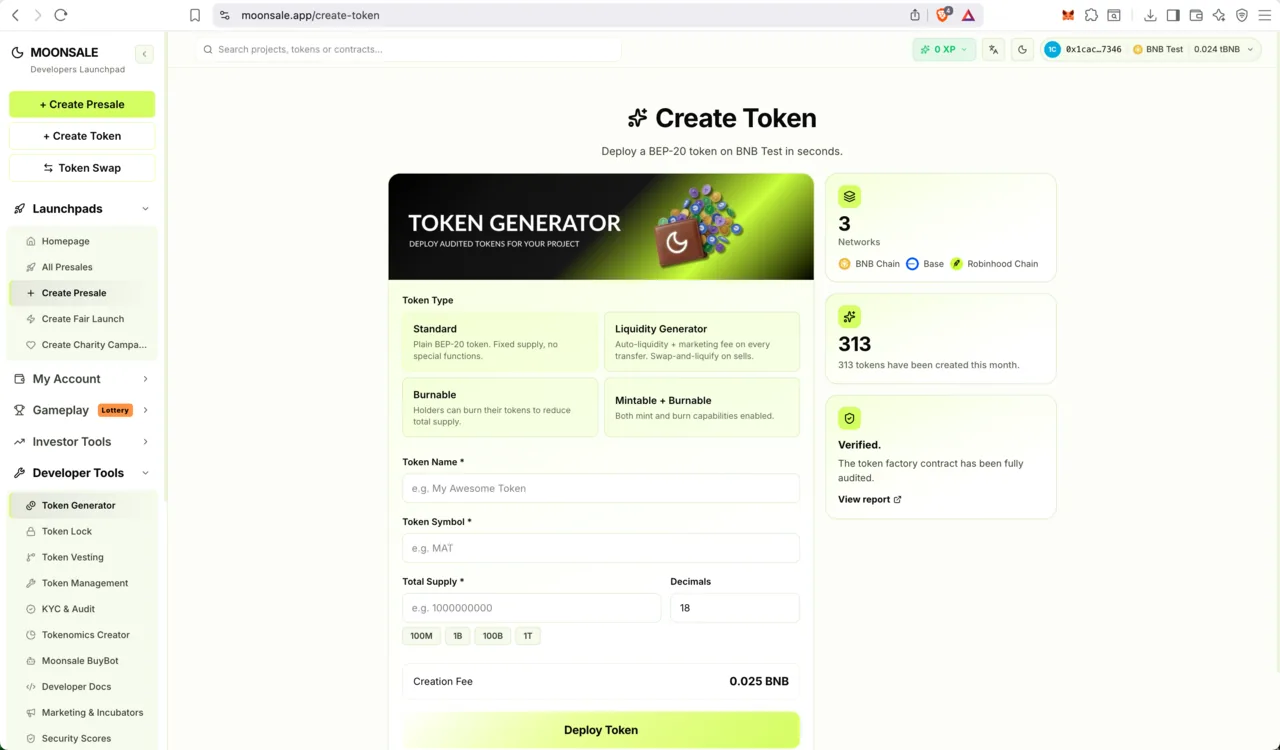 moonsale.app/create-token
4
MOONSALE
Developers Launchpad
+ Create Presale
+ Create Token
Token Swap
Launchpads
Homepage
All Presales
Create Presale
Create Fair Launch
Create Charity Campa...
My Account
Gameplay
Lottery
Investor Tools
Developer Tools
Token Generator
Token Lock
Token Vesting
Token Management
KYC & Audit
Tokenomics Creator
Moonsale BuyBot
Developer Docs
Marketing & Incubators
Security Scores
Search projects, tokens or contracts...
0 XP
1C
0x1cac…7346
BNB Test
0.024 tBNB
Create Token
Deploy a BEP-20 token on BNB Test in seconds.
TOKEN GENERATOR
DEPLOY AUDITED TOKENS FOR YOUR PROJECT
Token Type
Standard
Plain BEP-20 token. Fixed supply, no
special functions.
Liquidity Generator
Auto-liquidity + marketing fee on every
transfer. Swap-and-liquify on sells.
Burnable
Holders can burn their tokens to reduce
total supply.
Mintable + Burnable
Both mint and burn capabilities enabled.
Token Name *
e.g. My Awesome Token
Token Symbol *
e.g. MAT
Total Supply *
e.g. 1000000000
100M
1B
100B
1T
Decimals
18
Creation Fee
0.025 BNB
Deploy Token
3
Networks
BNB Chain
Base
Robinhood Chain
313
313 tokens have been created this month.
Verified.
The token factory contract has been fully
audited.
View report